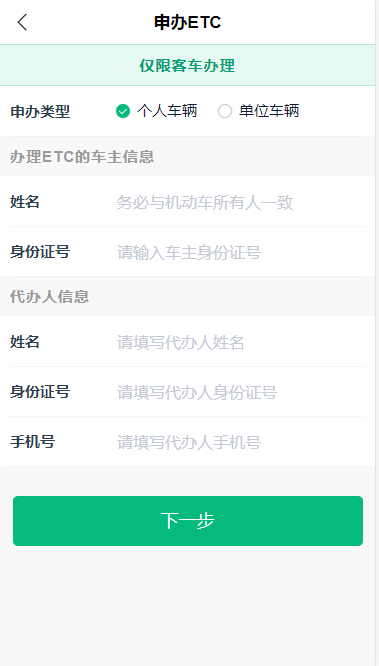 申办ETC
仅限客车办理
申办类型 个人车辆 单位车辆
办理ETC的车主信息
姓名 务必与机动车所有人一致
身份证号 请输入车主身份证号
代办人信息
姓名 请填写代办人姓名
身份证号 请填写代办人身份证号
手机号 请填写代办人手机号
下一步